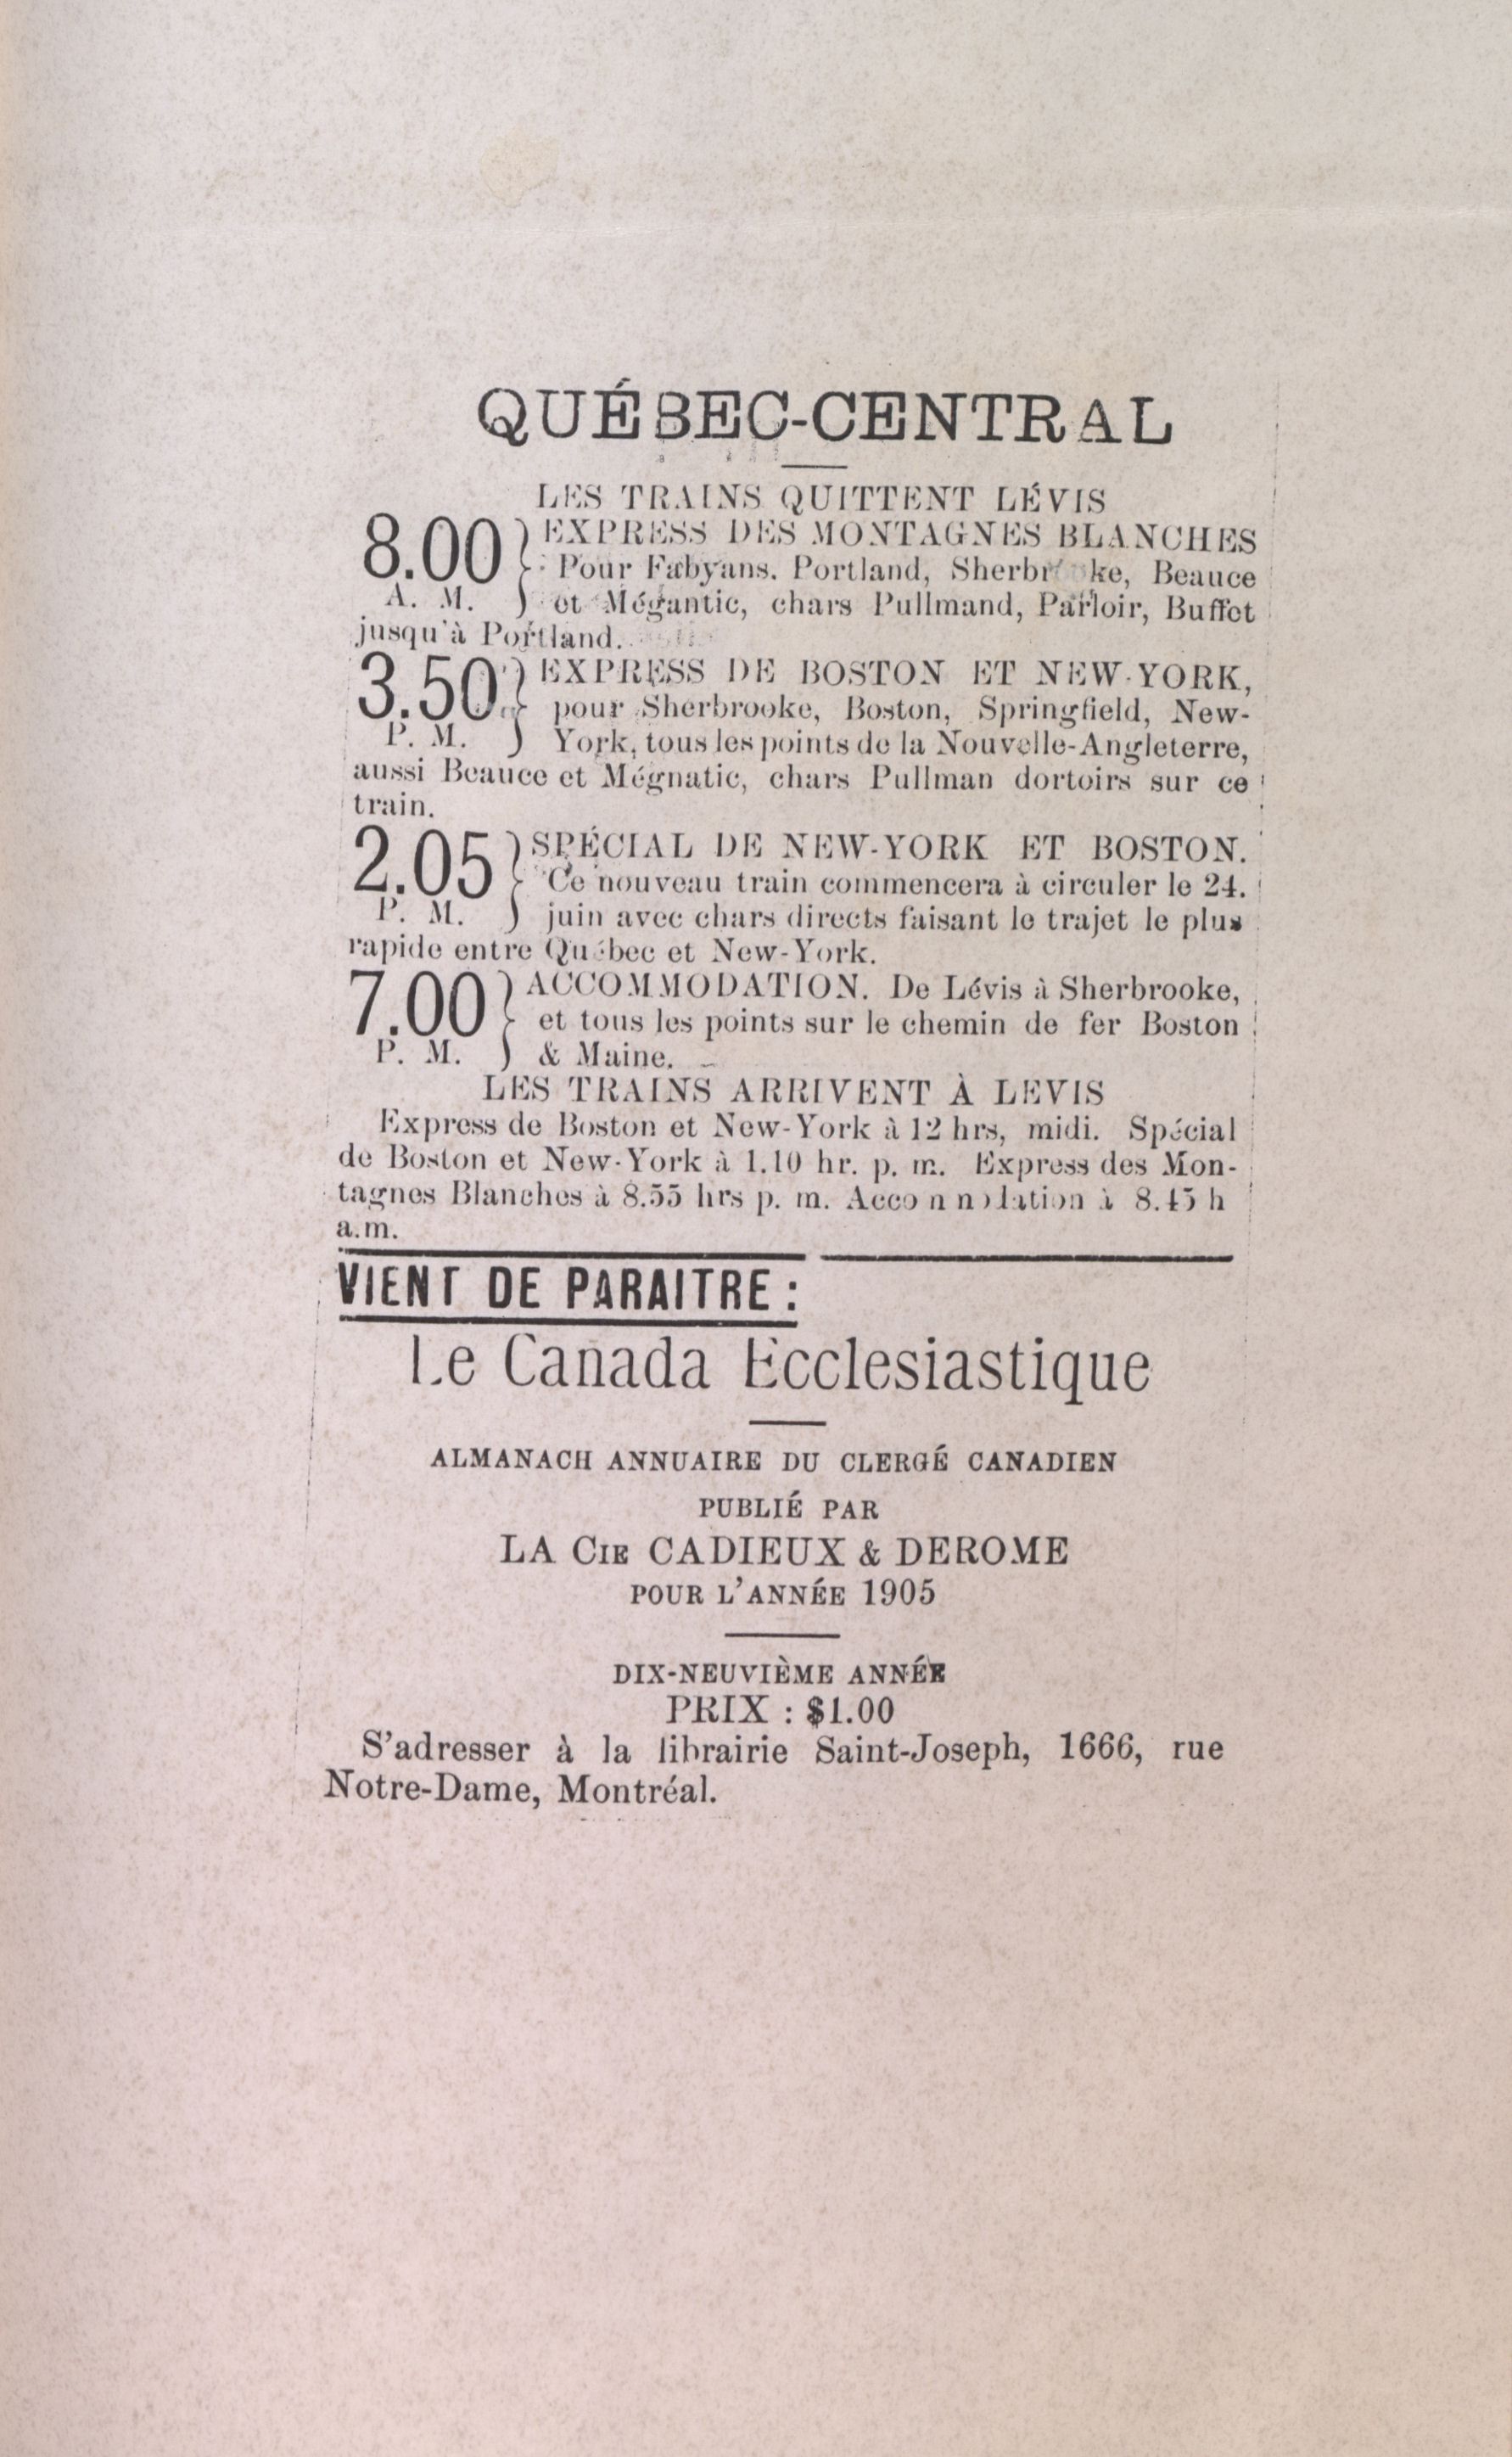 QUÉBEC-CENTRAL
LES TRAINS QUITTENT LÉVIS
8.00 A. M. } EXPRESS DES MONTAGNES BLANCHES
Pour Fabyans. Portland, Sherbr ke, Beauce
et Mégantic, chars Pullmand, Parloir, Buffet
jusqu'à Portland.
3.50 P. M. } EXPRESS DE BOSTON ET NEW-YORK,
pour Sherbrooke, Boston, Springfield, New-
York, tous les points de la Nouvelle-Angleterre,
aussi Beauce et Mégnatic, chars Pullman dortoirs sur ce
train.
2.05 P. M. } SPÉCIAL DE NEW-YORK ET BOSTON.
Ce nouveau train commencera à circuler le 24.
juin avec chars directs faisant le trajet le plus
rapide entre Québec et New-York.
7.00 P. M. } ACCOMMODATION. De Lévis à Sherbrooke,
et tous les points sur le chemin de fer Boston
& Maine.
LES TRAINS ARRIVENT À LEVIS
Express de Boston et New-York à 12 hrs, midi. Spécial
de Boston et New-York à 1.10 hr. p. m. Express des Mon-
tagnes Blanches à 8.55 hrs p. m. Accommodation à 8.45 h
a.m.
VIENT DE PARAITRE :
Le Canada Ecclesiastique
ALMANACH ANNUAIRE DU CLERGÉ CANADIEN
PUBLIÉ PAR
LA CIE CADIEUX & DEROME
POUR L'ANNÉE 1905
DIX-NEUVIÈME ANNÉE
PRIX : $1.00
S'adresser à la librairie Saint-Joseph, 1666, rue
Notre-Dame, Montréal.